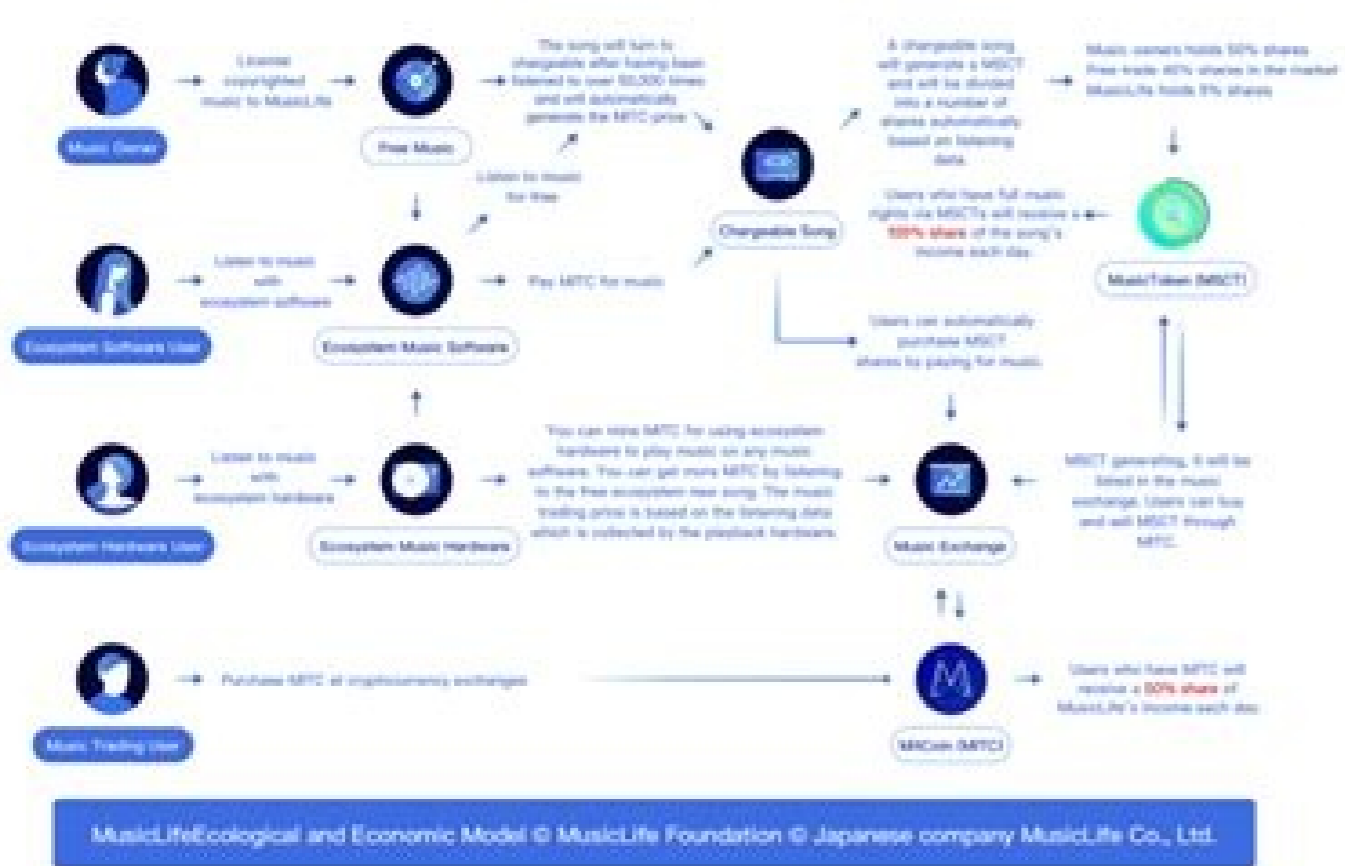 License
copyrighted
music to MusicLife
Music Owner
Free Music
The song will turn to
chargeable after having been
listened to over 50,000 times
and will automatically
generate the MITC price
A chargeable song
will generate a MSCT
and will be divided
into a number of
shares automatically
based on listening
data.
Music owners holds 50% shares
Free trade 45% shares in the market
MusicLife holds 5% shares
Listen to music
for free
Chargeable Song
Users who have full music
rights via MSCTs will receive a
100% share of the song's
income each day.
MusicToken (MSCT)
Listen to music
with
ecosystem software
Ecosystem Software User
Ecosystem Music Software
Pay MITC for music
Users can automatically
purchase MSCT
shares by paying for music.
Listen to music
with
ecosystem hardware
Ecosystem Hardware User
Ecosystem Music Hardware
You can mine MITC for using ecosystem
hardware to play music on any music
software. You can get more MITC by listening
to the free ecosystem new song. The music
trading price is based on the listening data
which is collected by the playback hardware.
Music Exchange
MSCT generating, it will be
listed in the music
exchange. Users can buy
and sell MSCT through
MITC.
Music Trading User
Purchase MITC at cryptocurrency exchanges
(MITC)
Users who have MITC will
receive a 50% share of
MusicLife's income each day.
MusicLifeEcological and Economic Model © MusicLife Foundation © Japanese company MusicLife Co., Ltd.